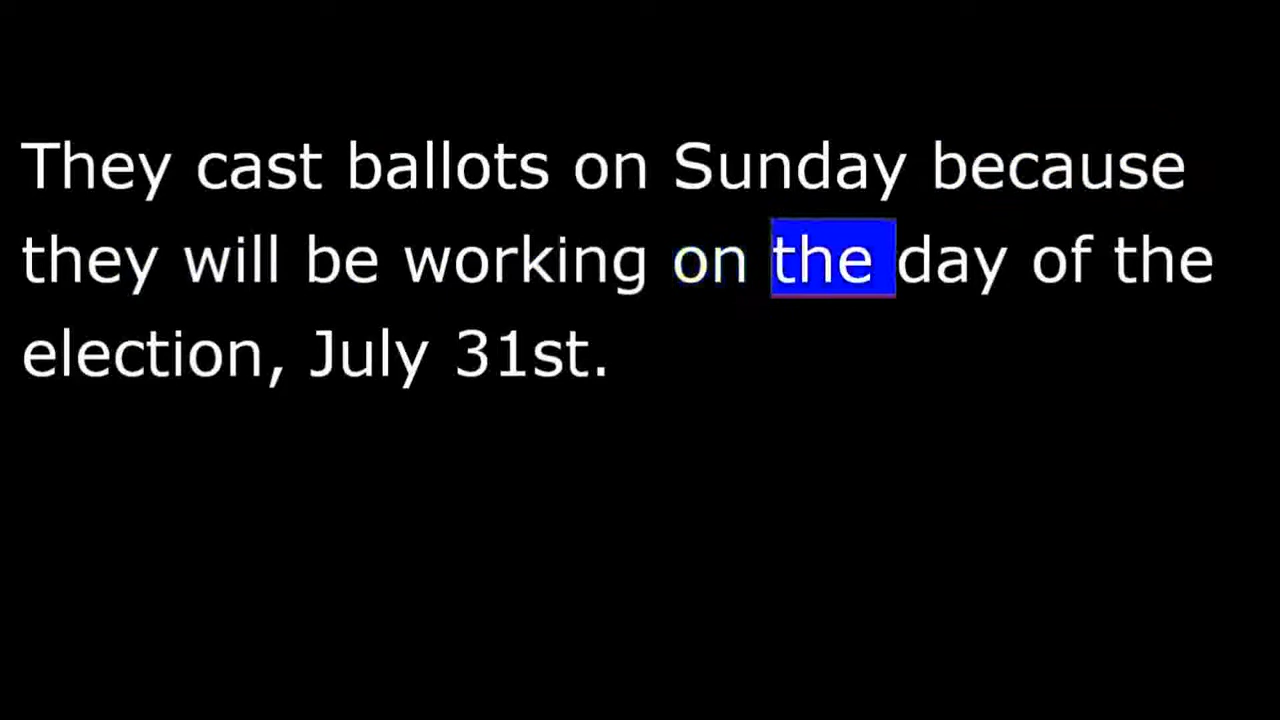 They cast ballots on Sunday because
they will be working on the day of the
election, July 31st.